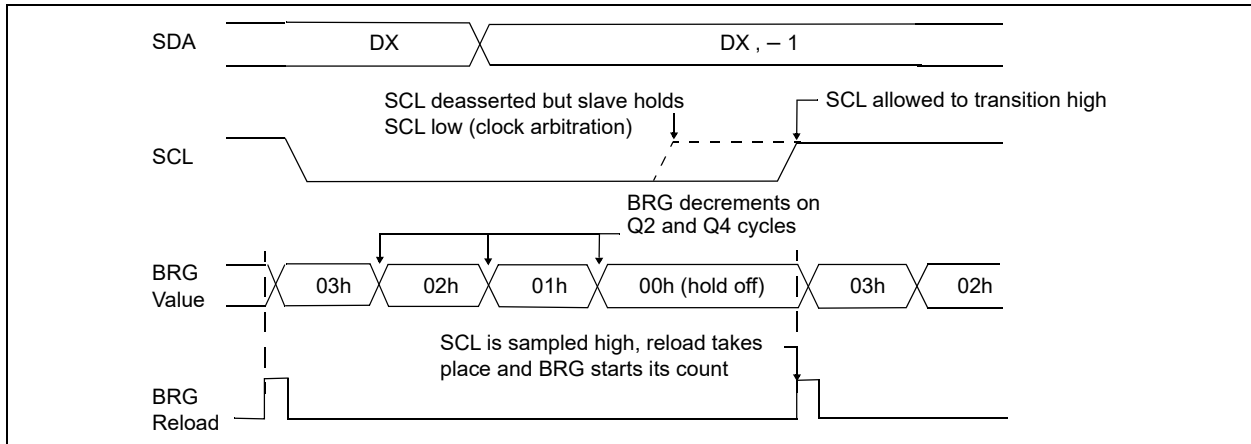 SDA
DX
DX , – 1
SCL deasserted but slave holds
SCL low (clock arbitration)
SCL allowed to transition high
SCL
BRG decrements on
Q2 and Q4 cycles
BRG
Value
03h
02h
01h
00h (hold off)
03h
02h
SCL is sampled high, reload takes
place and BRG starts its count
BRG
Reload